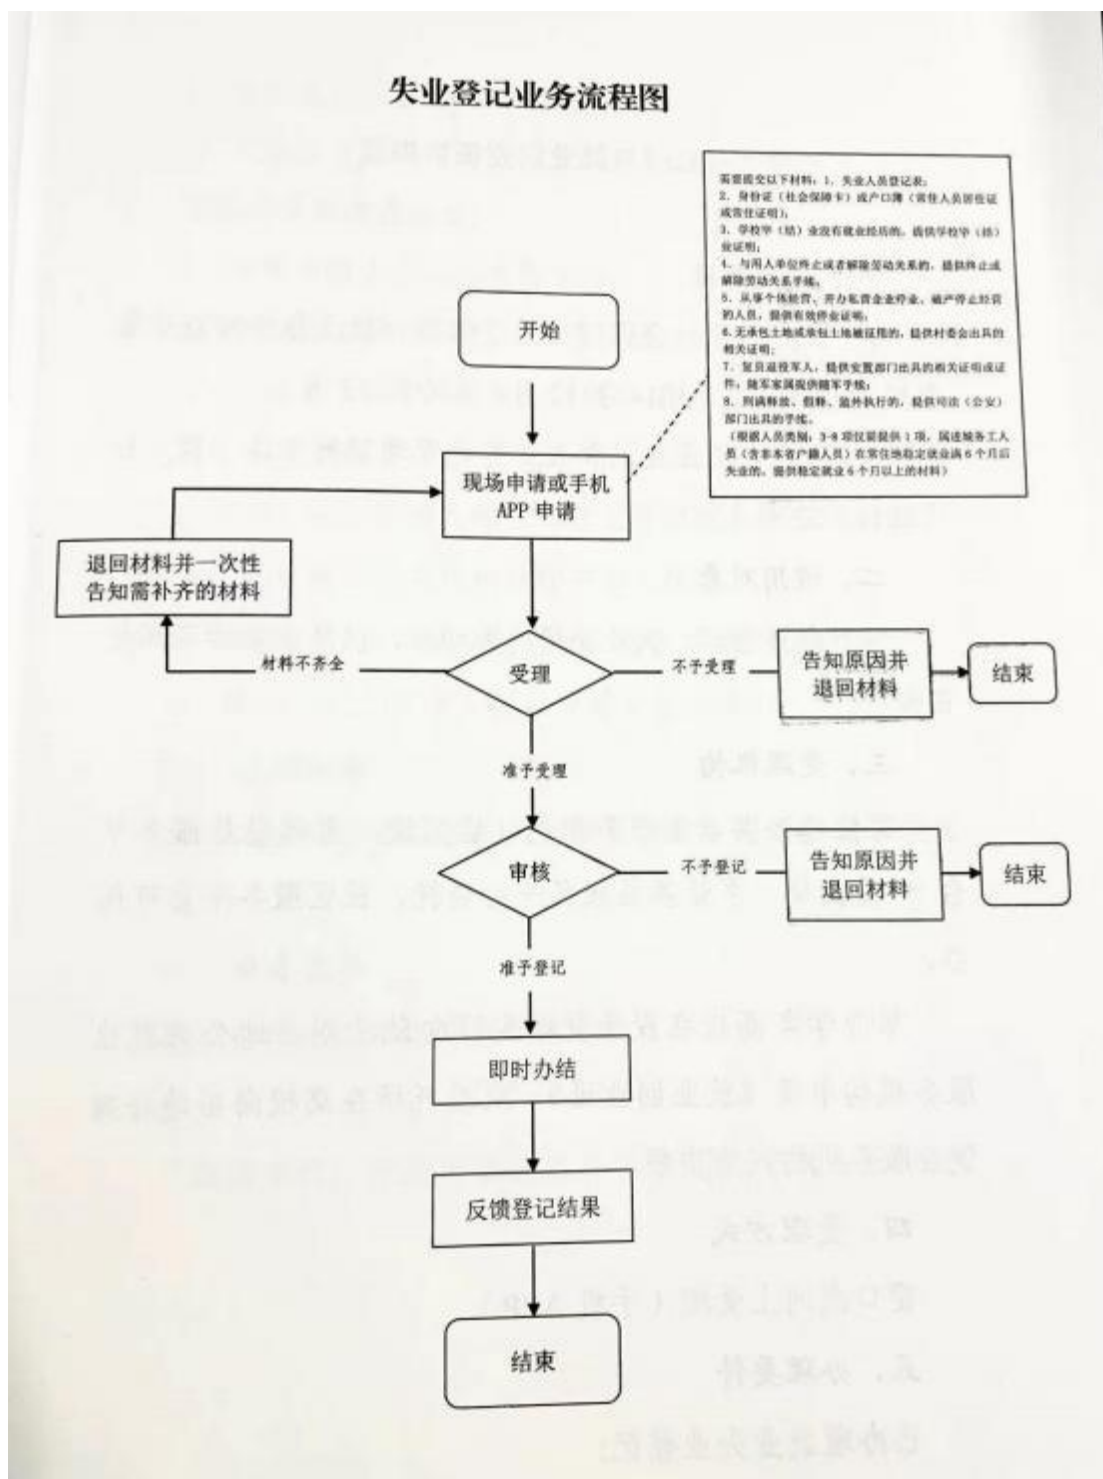 失业登记业务流程图
需要提交以下材料：1、失业人员登记表；
2、身份证（社会保障卡）或户口簿（常住人员居住证
或常住证明）；
3、学校毕（结）业没有就业经历的，提供学校毕（结）
业证明；
4、与用人单位终止或者解除劳动关系的，提供终止或
解除劳动关系手续；
5、从事个体经营、开办私营企业停业、破产停止经营
的人员，提供有效停业证明；
6、无承包土地或承包土地被征用的，提供村委会出具的
相关证明；
7、复员退役军人，提供安置部门出具的相关证明或证
件；随军家属提供随军手续；
8、刑满释放、假释、监外执行的，提供司法（公安）
部门出具的手续。
（根据人员类别：3-8项仅需提供1项，属进城务工人
员（含非本省户籍人员）在常住地稳定就业满6个月后
失业的，提供稳定就业6个月以上的材料）
开始
现场申请或手机
APP申请
退回材料并一次性
告知需补齐的材料
材料不齐全
受理
不予受理
告知原因并
退回材料
结束
准予受理
审核
不予登记
告知原因并
退回材料
结束
准予登记
即时办结
反馈登记结果
结束